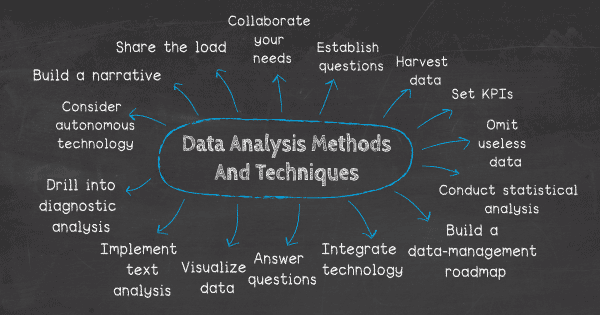 Collaborate
your
needs
Share the load
Establish
questions
Build a narrative
Harvest
data
Set KPIs
Consider
autonomous
technology
Omit
useless
data
Data Analysis Methods
And Techniques
Drill into
diagnostic
analysis
Conduct statistical
analysis
Implement
text
analysis
Visualize
data
Answer
questions
Integrate
technology
Build a
data-management
roadmap